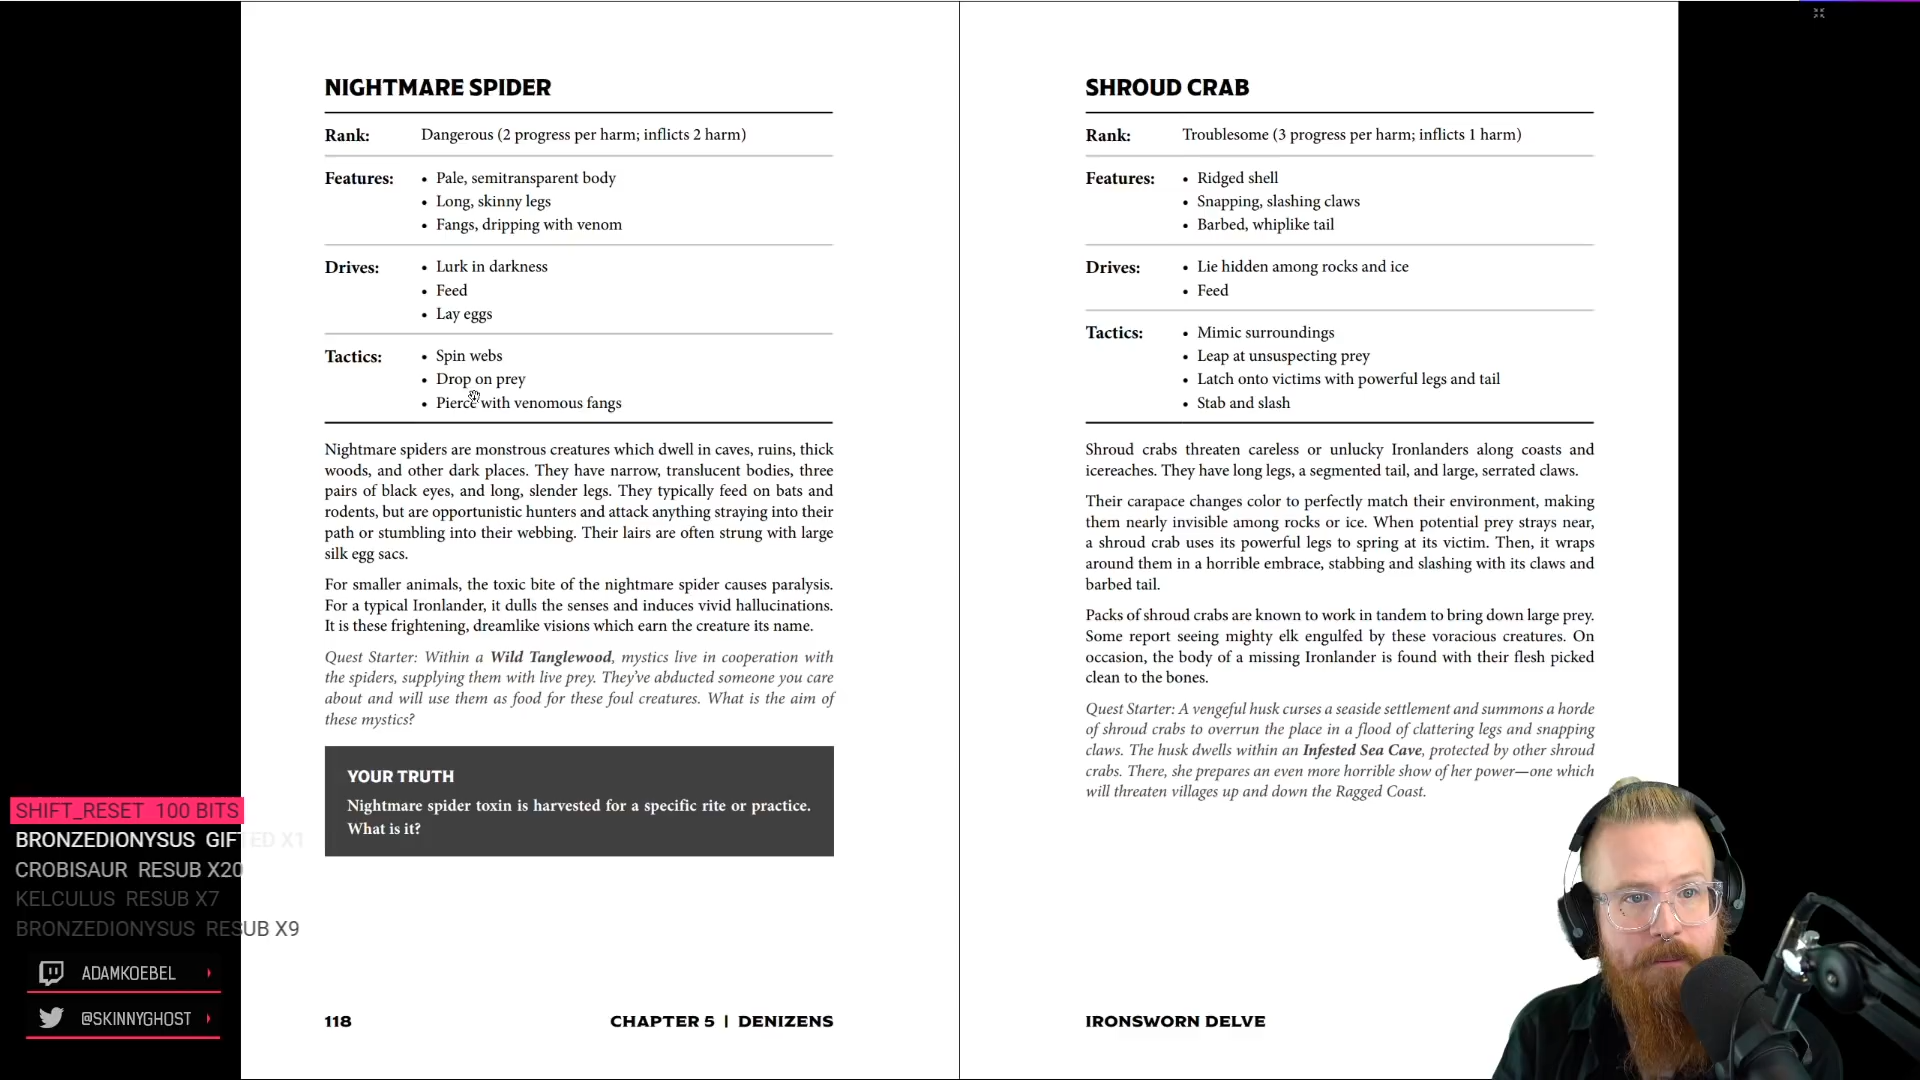 NIGHTMARE SPIDER
Rank: Dangerous (2 progress per harm; inflicts 2 harm)
Features: • Pale, semitransparent body
• Long, skinny legs
• Fangs, dripping with venom
Drives: • Lurk in darkness
• Feed
• Lay eggs
Tactics: • Spin webs
• Drop on prey
• Pierce with venomous fangs
Nightmare spiders are monstrous creatures which dwell in caves, ruins, thick
woods, and other dark places. They have narrow, translucent bodies, three
pairs of black eyes, and long, slender legs. They typically feed on bats and
rodents, but are opportunistic hunters and attack anything straying into their
path or stumbling into their webbing. Their lairs are often strung with large
silk egg sacs.
For smaller animals, the toxic bite of the nightmare spider causes paralysis.
For a typical Ironlander, it dulls the senses and induces vivid hallucinations.
It is these frightening, dreamlike visions which earn the creature its name.
Quest Starter: Within a Wild Tanglewood, mystics live in cooperation with
the spiders, supplying them with live prey. They've abducted someone you care
about and will use them as food for these foul creatures. What is the aim of
these mystics?
YOUR TRUTH
Nightmare spider toxin is harvested for a specific rite or practice.
What is it?
118 CHAPTER 5 | DENIZENS
SHROUD CRAB
Rank: Troublesome (3 progress per harm; inflicts 1 harm)
Features: • Ridged shell
• Snapping, slashing claws
• Barbed, whiplike tail
Drives: • Lie hidden among rocks and ice
• Feed
Tactics: • Mimic surroundings
• Leap at unsuspecting prey
• Latch onto victims with powerful legs and tail
• Stab and slash
Shroud crabs threaten careless or unlucky Ironlanders along coasts and
icereaches. They have long legs, a segmented tail, and large, serrated claws.
Their carapace changes color to perfectly match their environment, making
them nearly invisible among rocks or ice. When potential prey strays near,
a shroud crab uses its powerful legs to spring at its victim. Then, it wraps
around them in a horrible embrace, stabbing and slashing with its claws and
barbed tail.
Packs of shroud crabs are known to work in tandem to bring down large prey.
Some report seeing mighty elk engulfed by these voracious creatures. On
occasion, the body of a missing Ironlander is found with their flesh picked
clean to the bones.
Quest Starter: A vengeful husk curses a seaside settlement and summons a horde
of shroud crabs to overrun the place in a flood of clattering legs and snapping
claws. The husk dwells within an Infested Sea Cave, protected by other shroud
crabs. There, she prepares an even more horrible show of her power—one which
will threaten villages up and down the Ragged Coast.
IRONSWORN DELVE
SHIFT_RESET 100 BITS
BRONZEDIONYSUS GIFTED X1
CROBISAUR RESUB X20
KELCULUS RESUB X7
BRONZEDIONYSUS RESUB X9
ADAMKOEBEL
@SKINNYGHOST